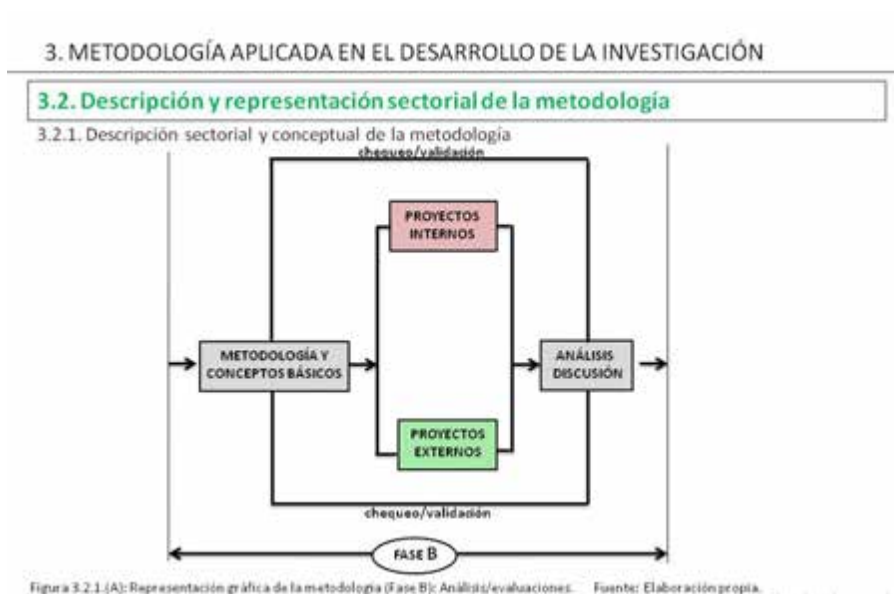 3. METODOLOGÍA APLICADA EN EL DESARROLLO DE LA INVESTIGACIÓN
3.2. Descripción y representación sectorial de la metodología
3.2.1. Descripción sectorial y conceptual de la metodología
chequeo/validación
PROYECTOS
INTERNOS
METODOLOGÍA Y
CONCEPTOS BÁSICOS
ANÁLISIS
DISCUSIÓN
PROYECTOS
EXTERNOS
chequeo/validación
FASE B
Figura 3.2.1.(A): Representación gráfica de la metodología (Fase B): Análisis/evaluaciones. Fuente: Elaboración propia.